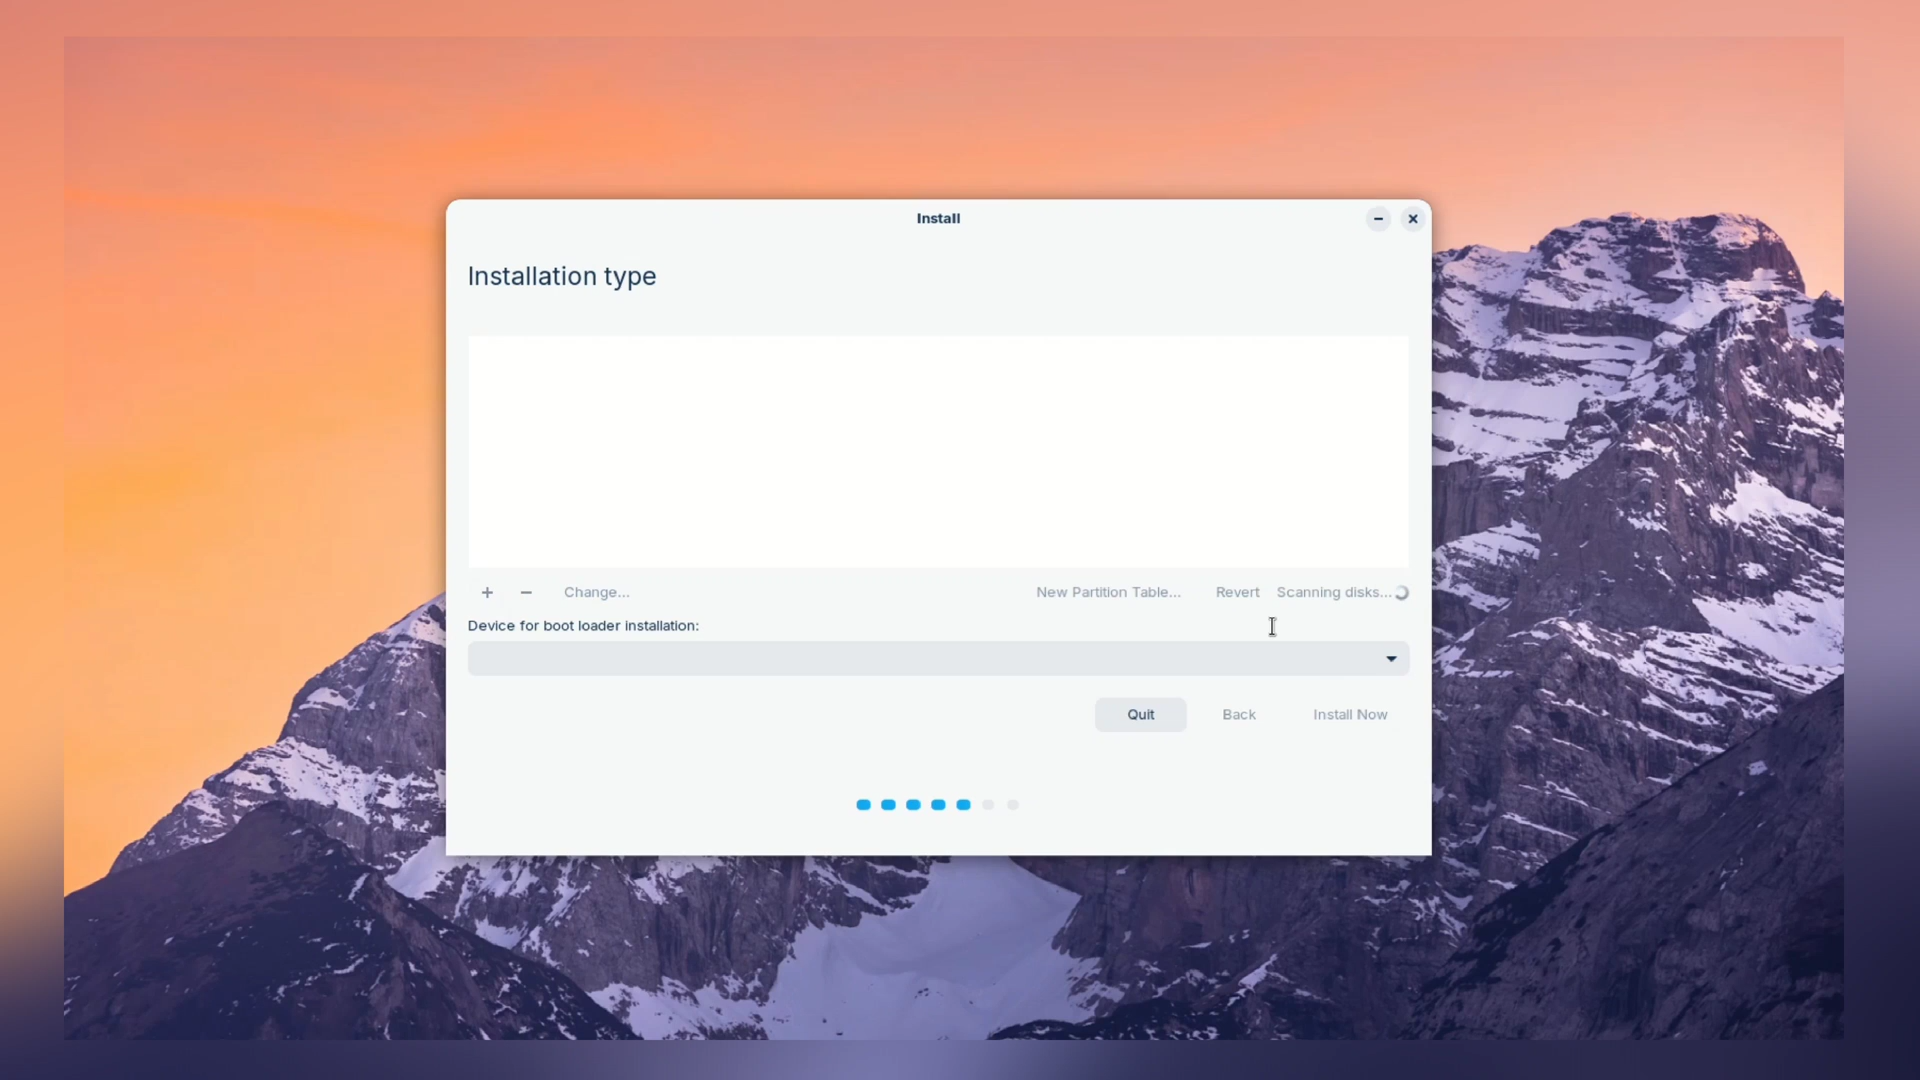 Install
Installation type
Change...
New Partition Table...
Revert
Scanning disks...
Device for boot loader installation:
Quit
Back
Install Now